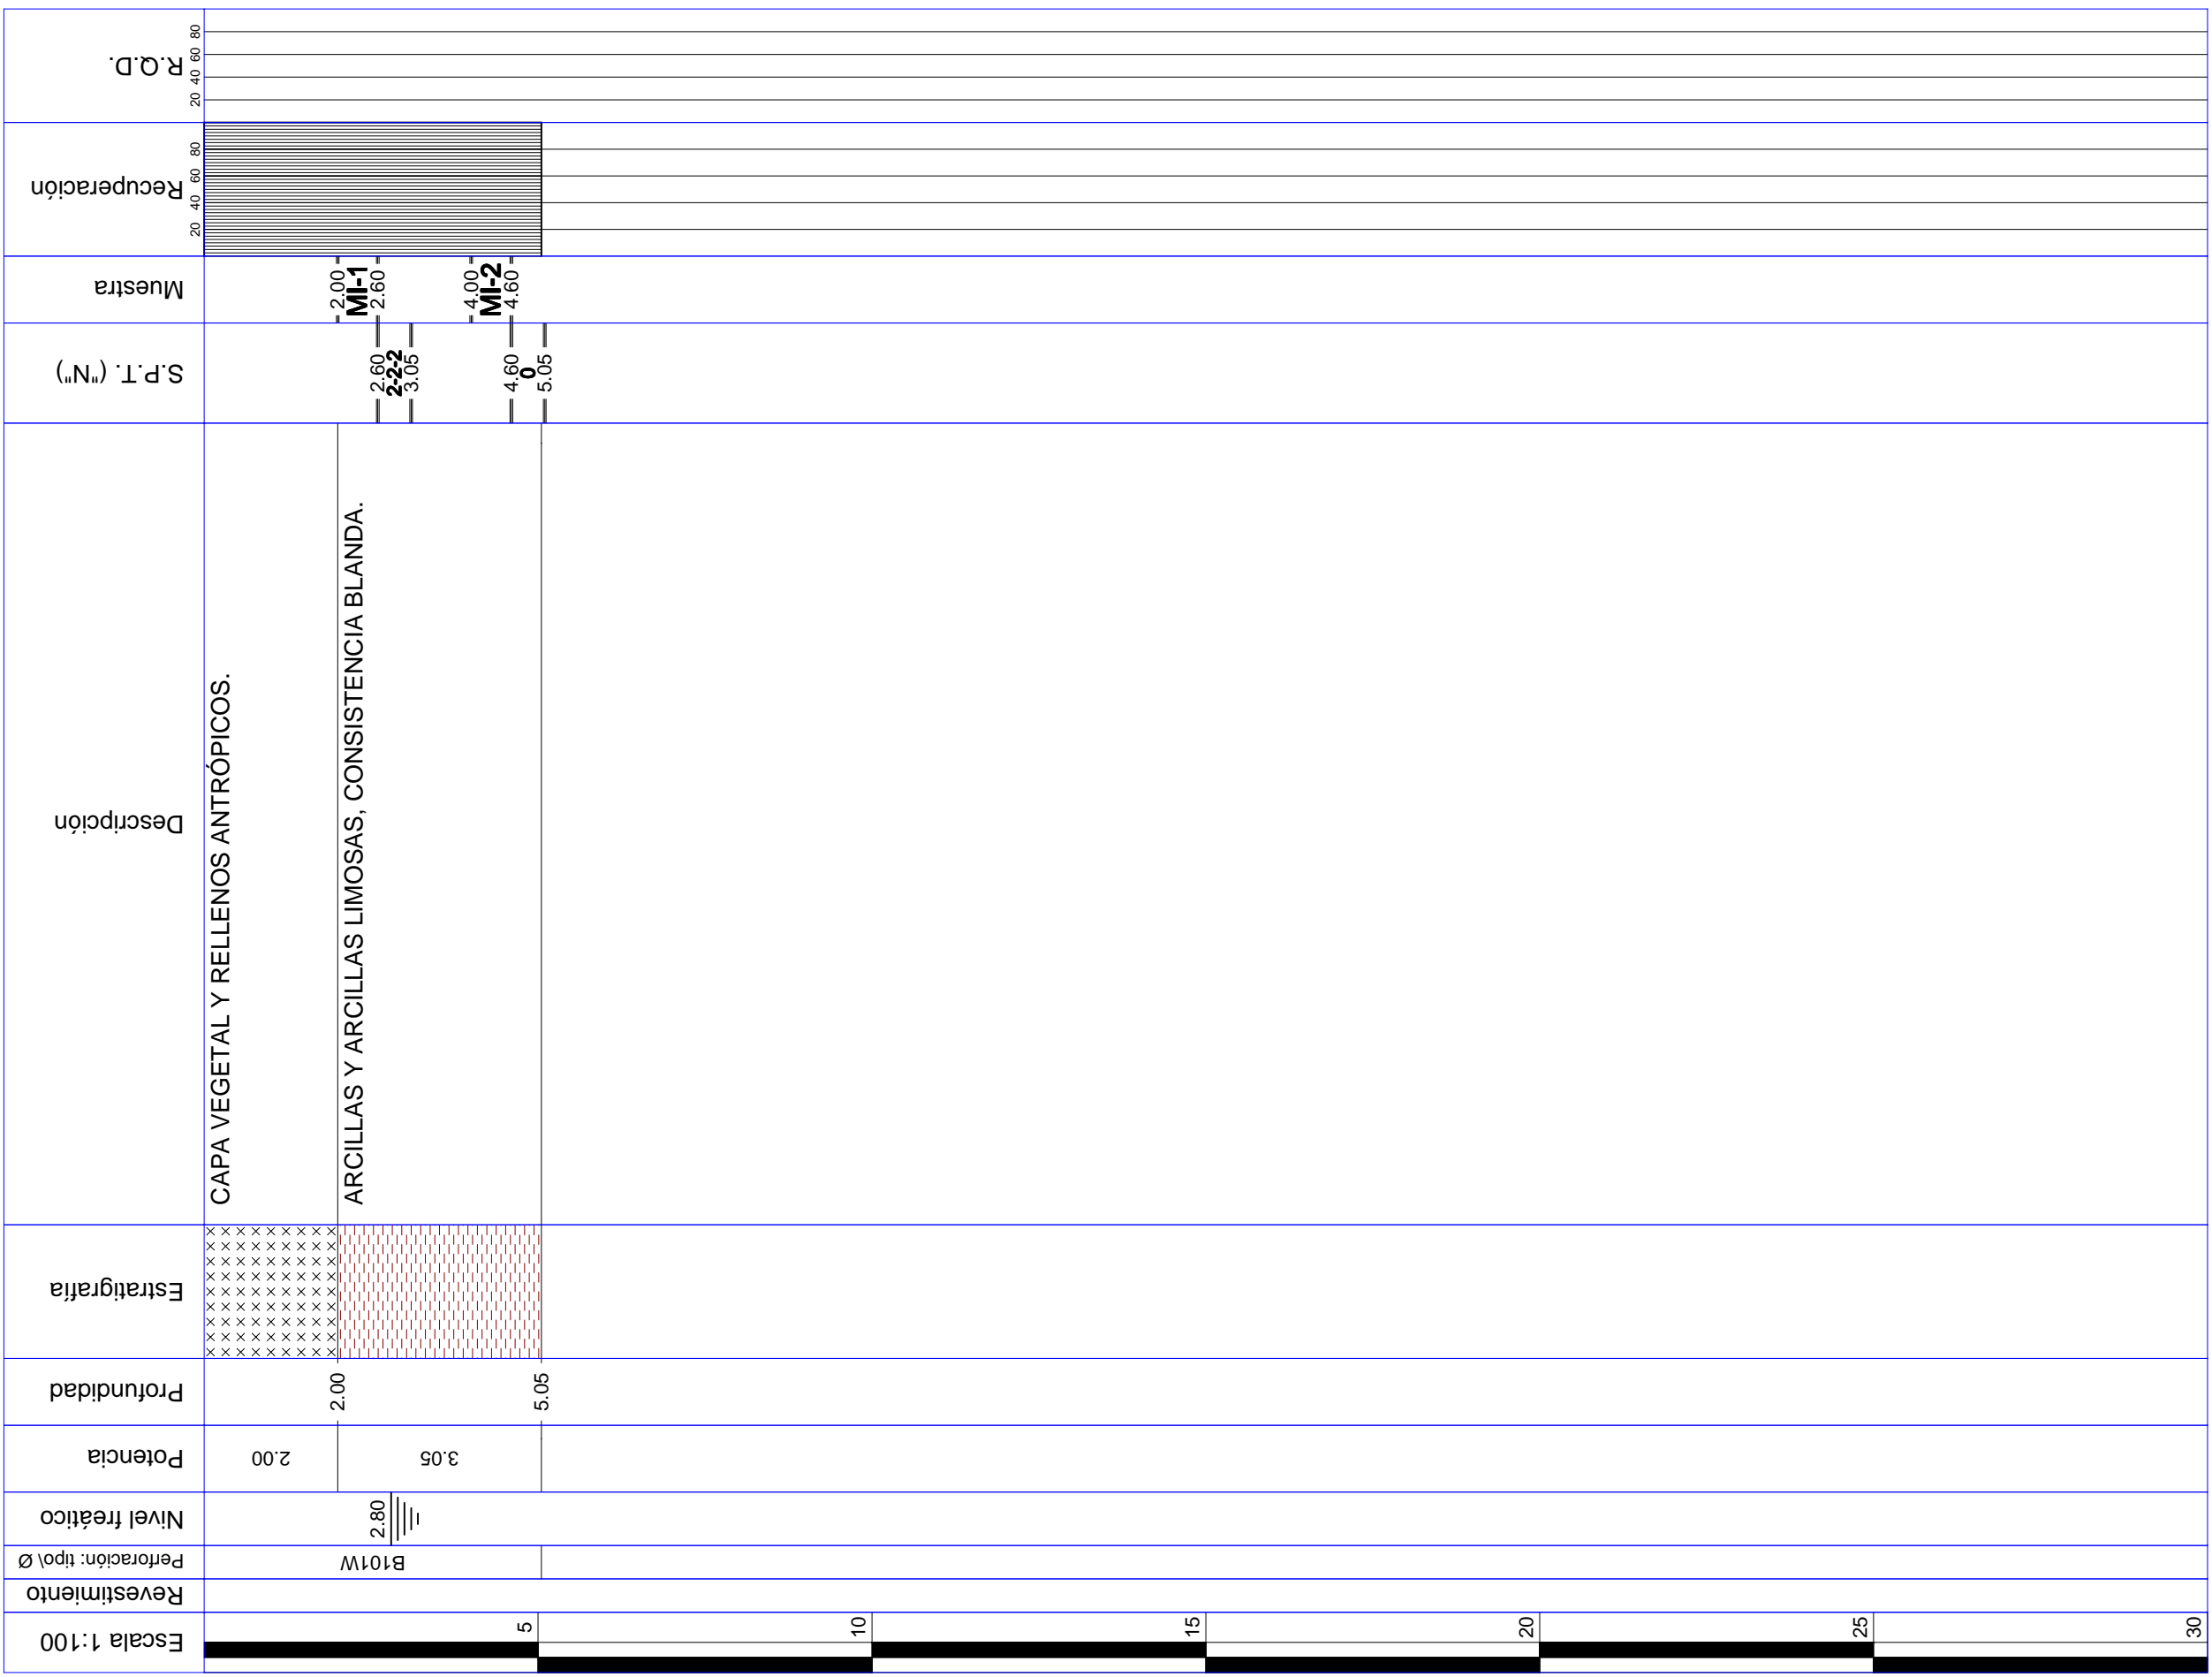 Escala 1:100
Revestimiento
Perforación: tipo\ Ø
Nivel freático
Potencia
Profundidad
Estratigrafía
Descripción
S.P.T. ("N")
Muestra
Recuperación
20 40 60 80
R.Q.D.
20 40 60 80
5
10
15
20
25
30
B101W
2.80
2.00
3.05
2.00
5.05
CAPA VEGETAL Y RELLENOS ANTRÓPICOS.
ARCILLAS Y ARCILLAS LIMOSAS, CONSISTENCIA BLANDA.
2.60
2-2-2
3.05
4.60
0
5.05
2.00
MI-1
2.60
4.00
MI-2
4.60